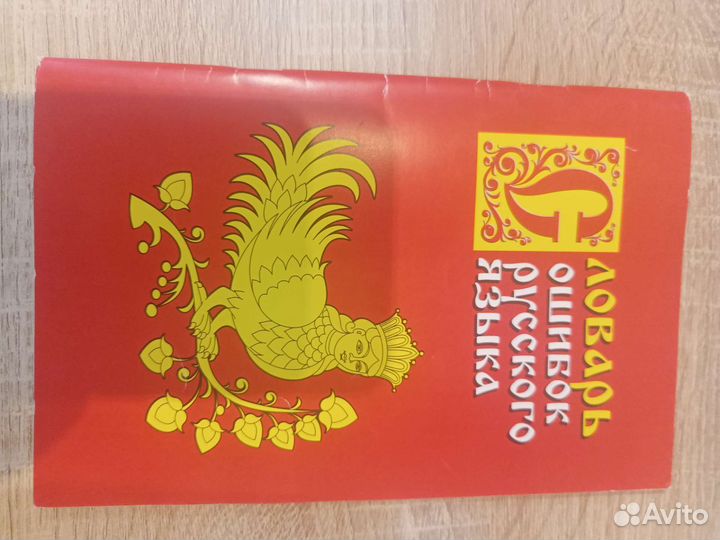 Словарь
ошибок
русского
языка
Avito